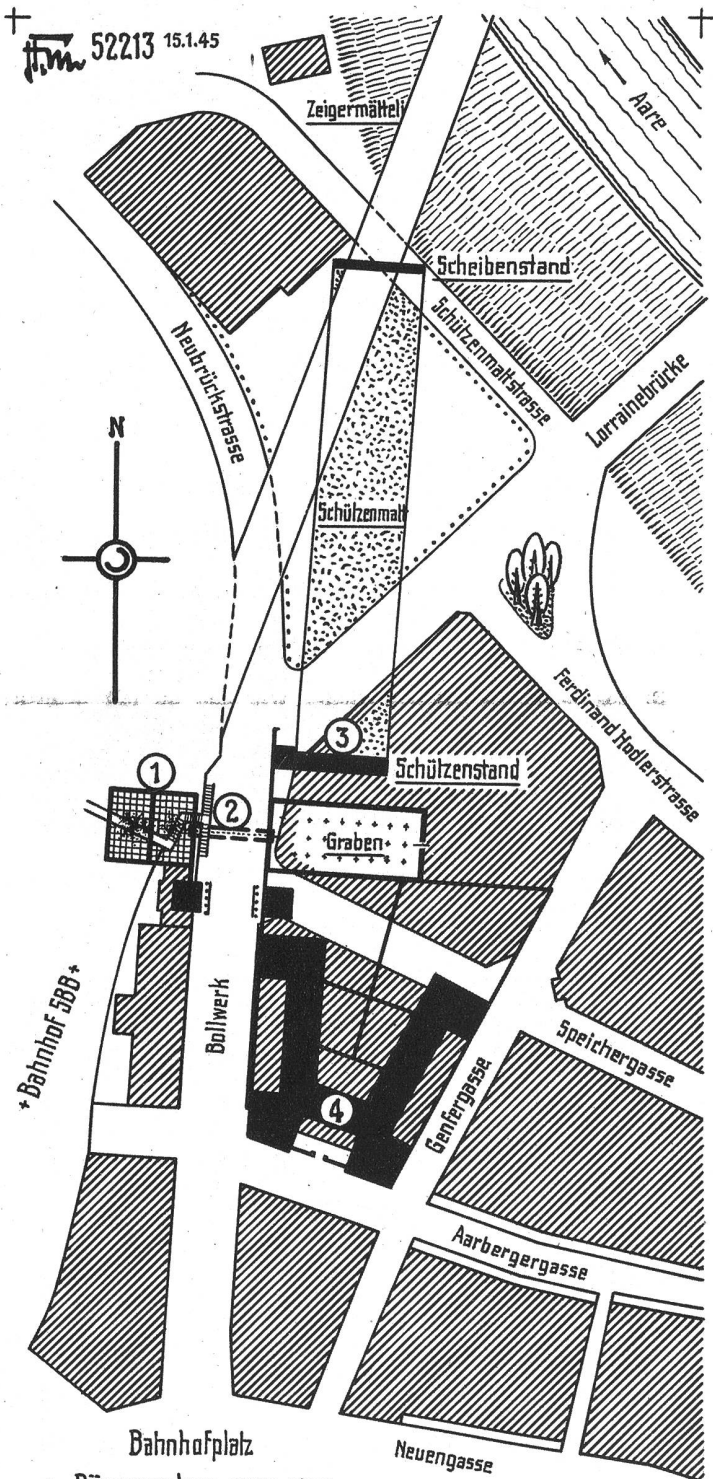 52213 15.1.45
Zeigermätteli
Aare
Scheibenstand
Neubrückstrasse
Schützenmattstrasse
Lorrainebrücke
N
Schützenmatt
Ferdinand Hodlerstrasse
3
1
Schützenstand
2
Graben
+Bahnhof SBB+
Bollwerk
Speichergasse
4
Genfergasse
Aarbergergasse
Bahnhofplatz
Neuengasse